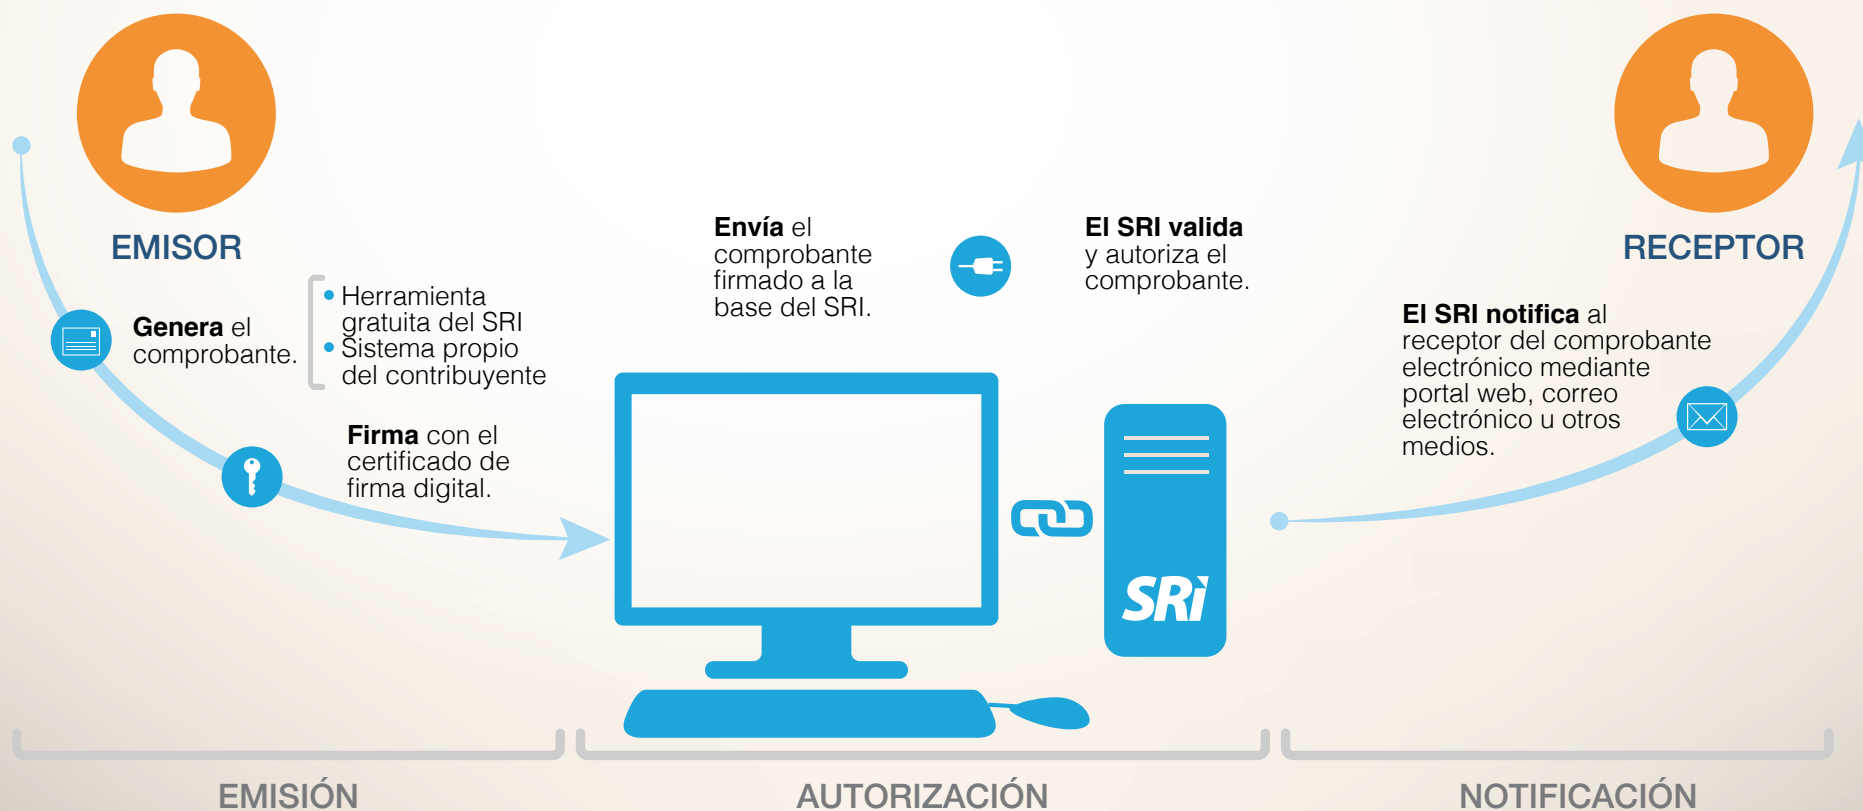 EMISOR
Genera el
comprobante.
Herramienta
gratuita del SRI
Sistema propio
del contribuyente
Firma con el
certificado de
firma digital.
Envía el
comprobante
firmado a la
base del SRI.
El SRI valida
y autoriza el
comprobante.
SRi
RECEPTOR
El SRI notifica al
receptor del comprobante
electrónico mediante
portal web, correo
electrónico u otros
medios.
EMISIÓN
AUTORIZACIÓN
NOTIFICACIÓN